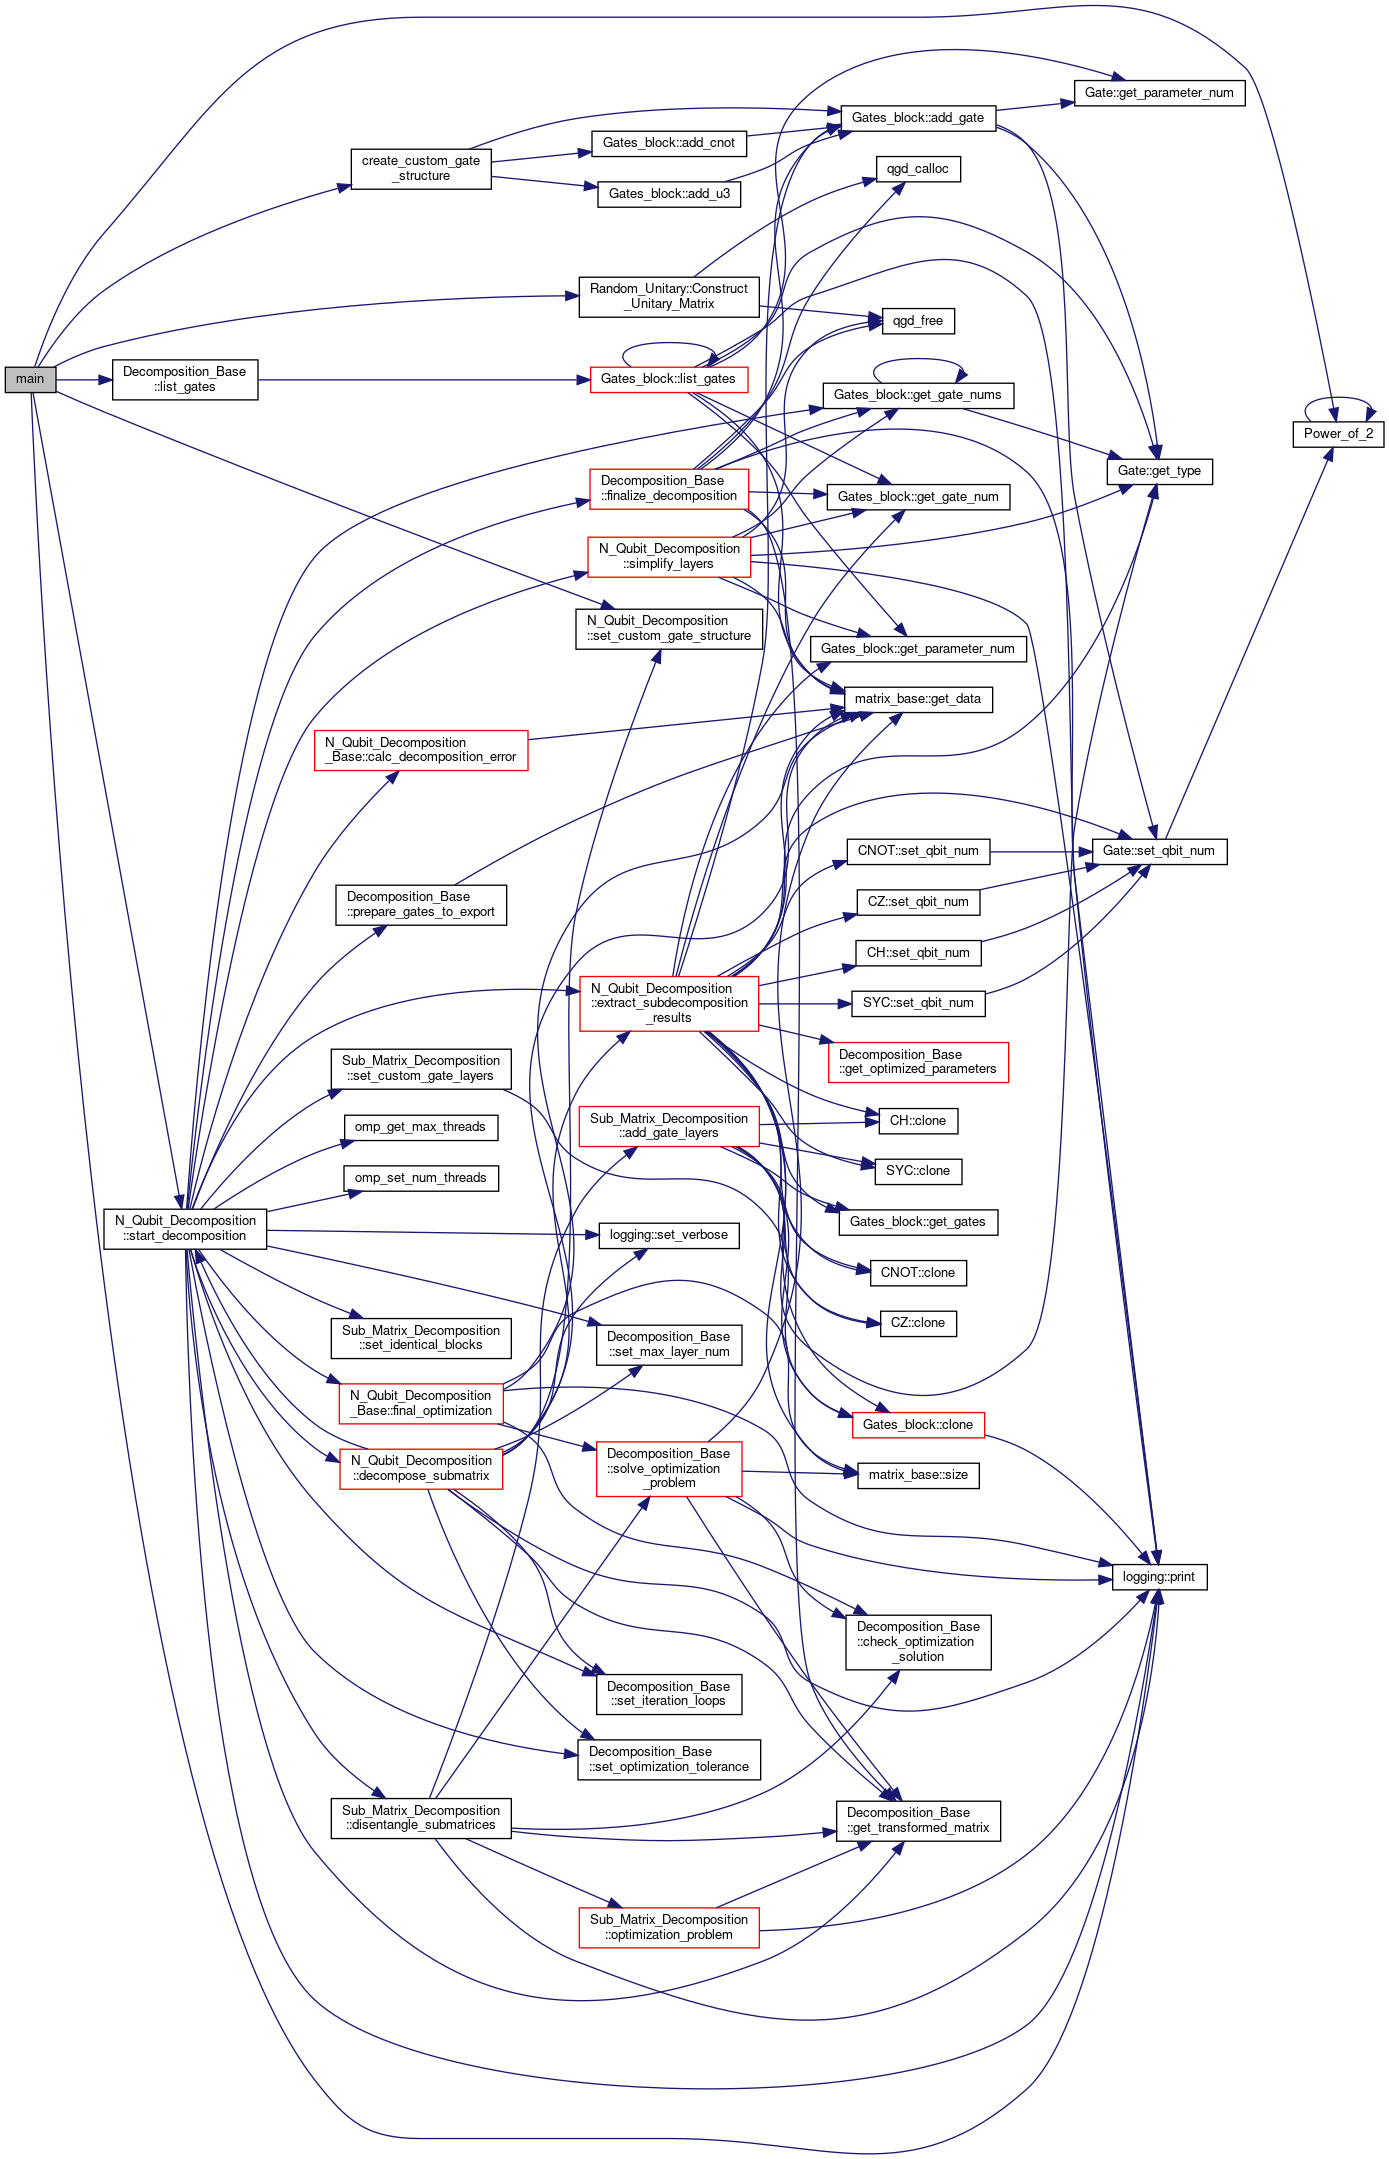 Gate::get_parameter_num
Gates_block::add_gate
Gates_block::add_cnot
create_custom_gate
_structure
qgd_calloc
Gates_block::add_u3
Random_Unitary::Construct
_Unitary_Matrix
qgd_free
main
Decomposition_Base
::list_gates
Gates_block::list_gates
Gates_block::get_gate_nums
Power_of_2
Gate::get_type
Decomposition_Base
::finalize_decomposition
Gates_block::get_gate_num
N_Qubit_Decomposition
::simplify_layers
N_Qubit_Decomposition
::set_custom_gate_structure
Gates_block::get_parameter_num
matrix_base::get_data
N_Qubit_Decomposition
_Base::calc_decomposition_error
CNOT::set_qbit_num
Gate::set_qbit_num
Decomposition_Base
::prepare_gates_to_export
CZ::set_qbit_num
CH::set_qbit_num
N_Qubit_Decomposition
::extract_subdecomposition
_results
SYC::set_qbit_num
Decomposition_Base
::get_optimized_parameters
Sub_Matrix_Decomposition
::set_custom_gate_layers
omp_get_max_threads
Sub_Matrix_Decomposition
::add_gate_layers
CH::clone
omp_set_num_threads
SYC::clone
N_Qubit_Decomposition
::start_decomposition
logging::set_verbose
Gates_block::get_gates
CNOT::clone
Sub_Matrix_Decomposition
::set_identical_blocks
Decomposition_Base
::set_max_layer_num
CZ::clone
N_Qubit_Decomposition
_Base::final_optimization
Gates_block::clone
N_Qubit_Decomposition
::decompose_submatrix
Decomposition_Base
::solve_optimization
_problem
matrix_base::size
logging::print
Decomposition_Base
::check_optimization
_solution
Decomposition_Base
::set_iteration_loops
Decomposition_Base
::set_optimization_tolerance
Sub_Matrix_Decomposition
::disentangle_submatrices
Decomposition_Base
::get_transformed_matrix
Sub_Matrix_Decomposition
::optimization_problem